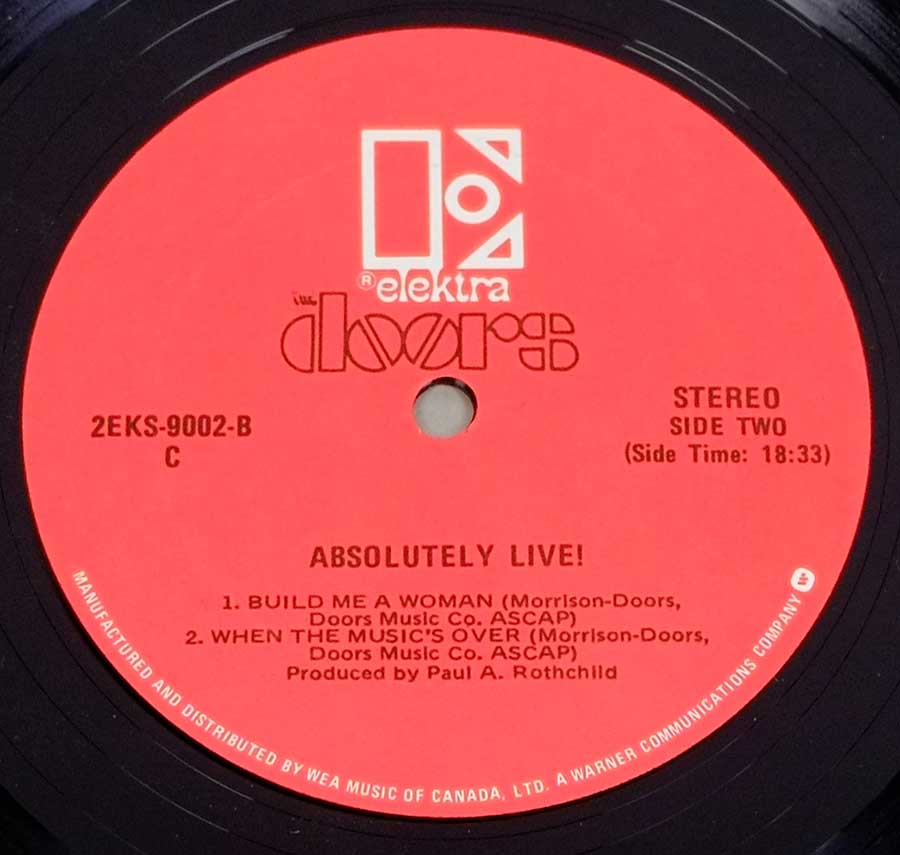 ® elektra
THE
doors
2EKS-9002-B
C
STEREO
SIDE TWO
(Side Time: 18:33)
ABSOLUTELY LIVE!
1. BUILD ME A WOMAN (Morrison-Doors,
Doors Music Co. ASCAP)
2. WHEN THE MUSIC'S OVER (Morrison-Doors,
Doors Music Co. ASCAP)
Produced by Paul A. Rothchild
MANUFACTURED AND DISTRIBUTED BY WEA MUSIC OF CANADA, LTD. A WARNER COMMUNICATIONS COMPANY